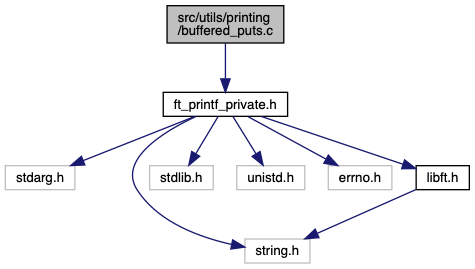 src/utils/printing
/buffered_puts.c
ft_printf_private.h
stdarg.h
stdlib.h
unistd.h
errno.h
libft.h
string.h